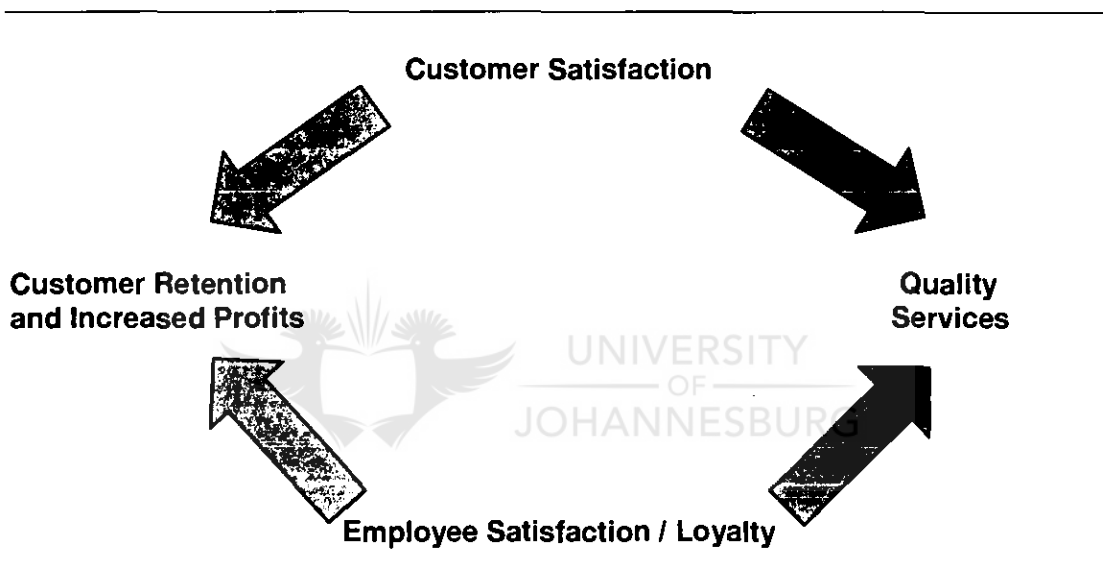 Customer Satisfaction
Customer Retention
and Increased Profits
Quality
Services
UNIVERSITY
OF
JOHANNESBURG
Employee Satisfaction / Loyalty